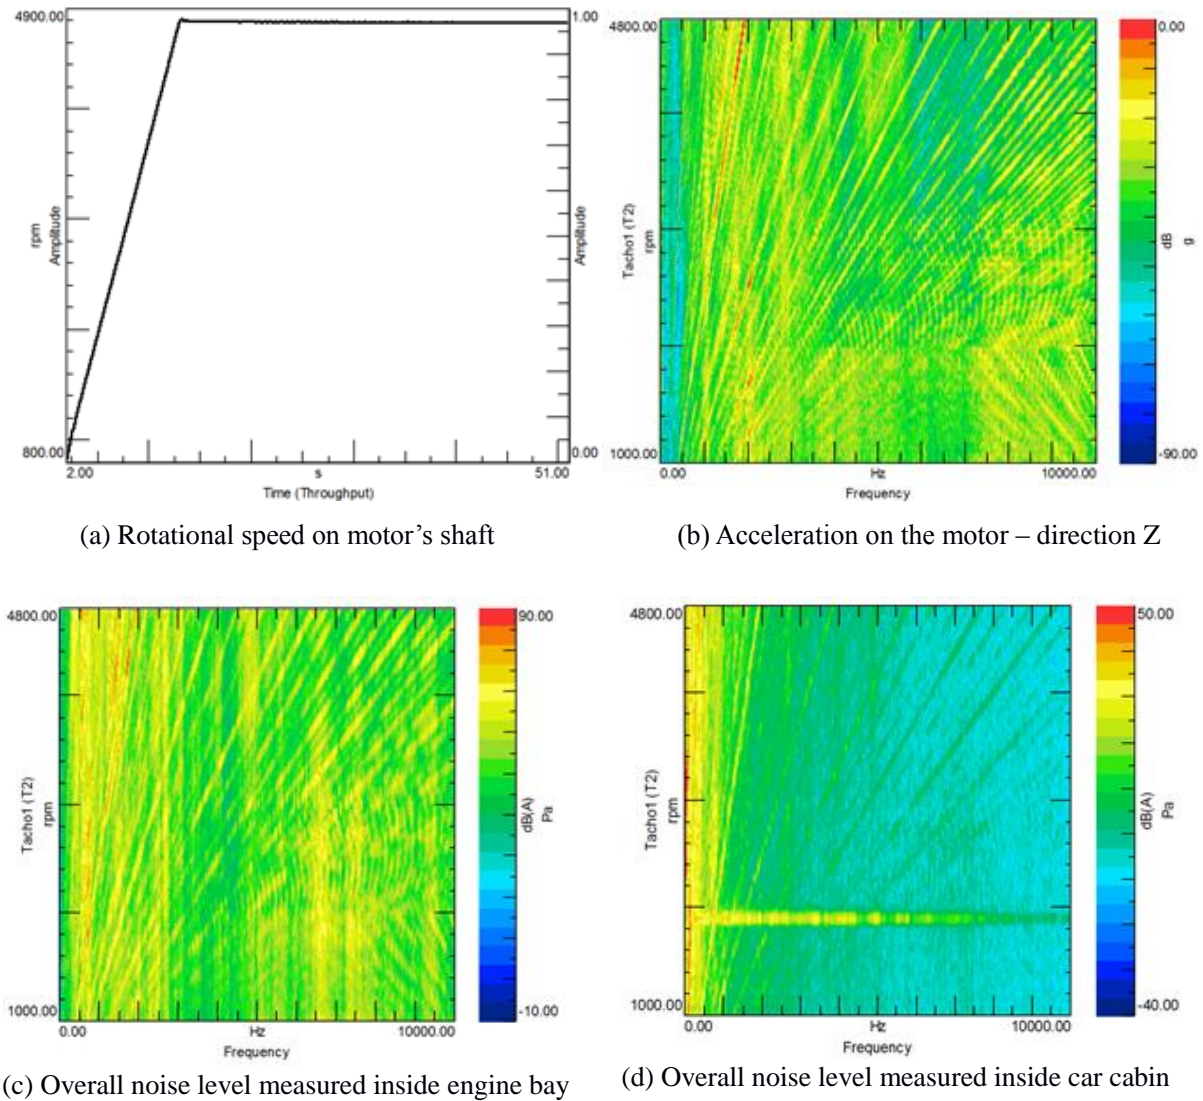 4900.00
1.00
rpm
Amplitude
Amplitude
800.00
0.00
2.00
s
51.00
Time (Throughput)
(a) Rotational speed on motor’s shaft
4800.00
0.00
Tacho1 (T2)
rpm
dB
g
1000.00
-90.00
0.00
Hz
10000.00
Frequency
(b) Acceleration on the motor – direction Z
4800.00
90.00
Tacho1 (T2)
rpm
dB(A)
Pa
1000.00
-10.00
0.00
Hz
10000.00
Frequency
(c) Overall noise level measured inside engine bay
4800.00
50.00
Tacho1 (T2)
rpm
dB(A)
Pa
1000.00
-40.00
0.00
Hz
10000.00
Frequency
(d) Overall noise level measured inside car cabin